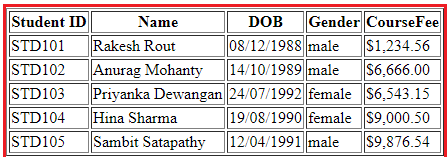 Student ID Name DOB Gender CourseFee
STD101 Rakesh Rout 08/12/1988 male $1,234.56
STD102 Anurag Mohanty 14/10/1989 male $6,666.00
STD103 Priyanka Dewangan 24/07/1992 female $6,543.15
STD104 Hina Sharma 19/08/1990 female $9,000.50
STD105 Sambit Satapathy 12/04/1991 male $9,876.54